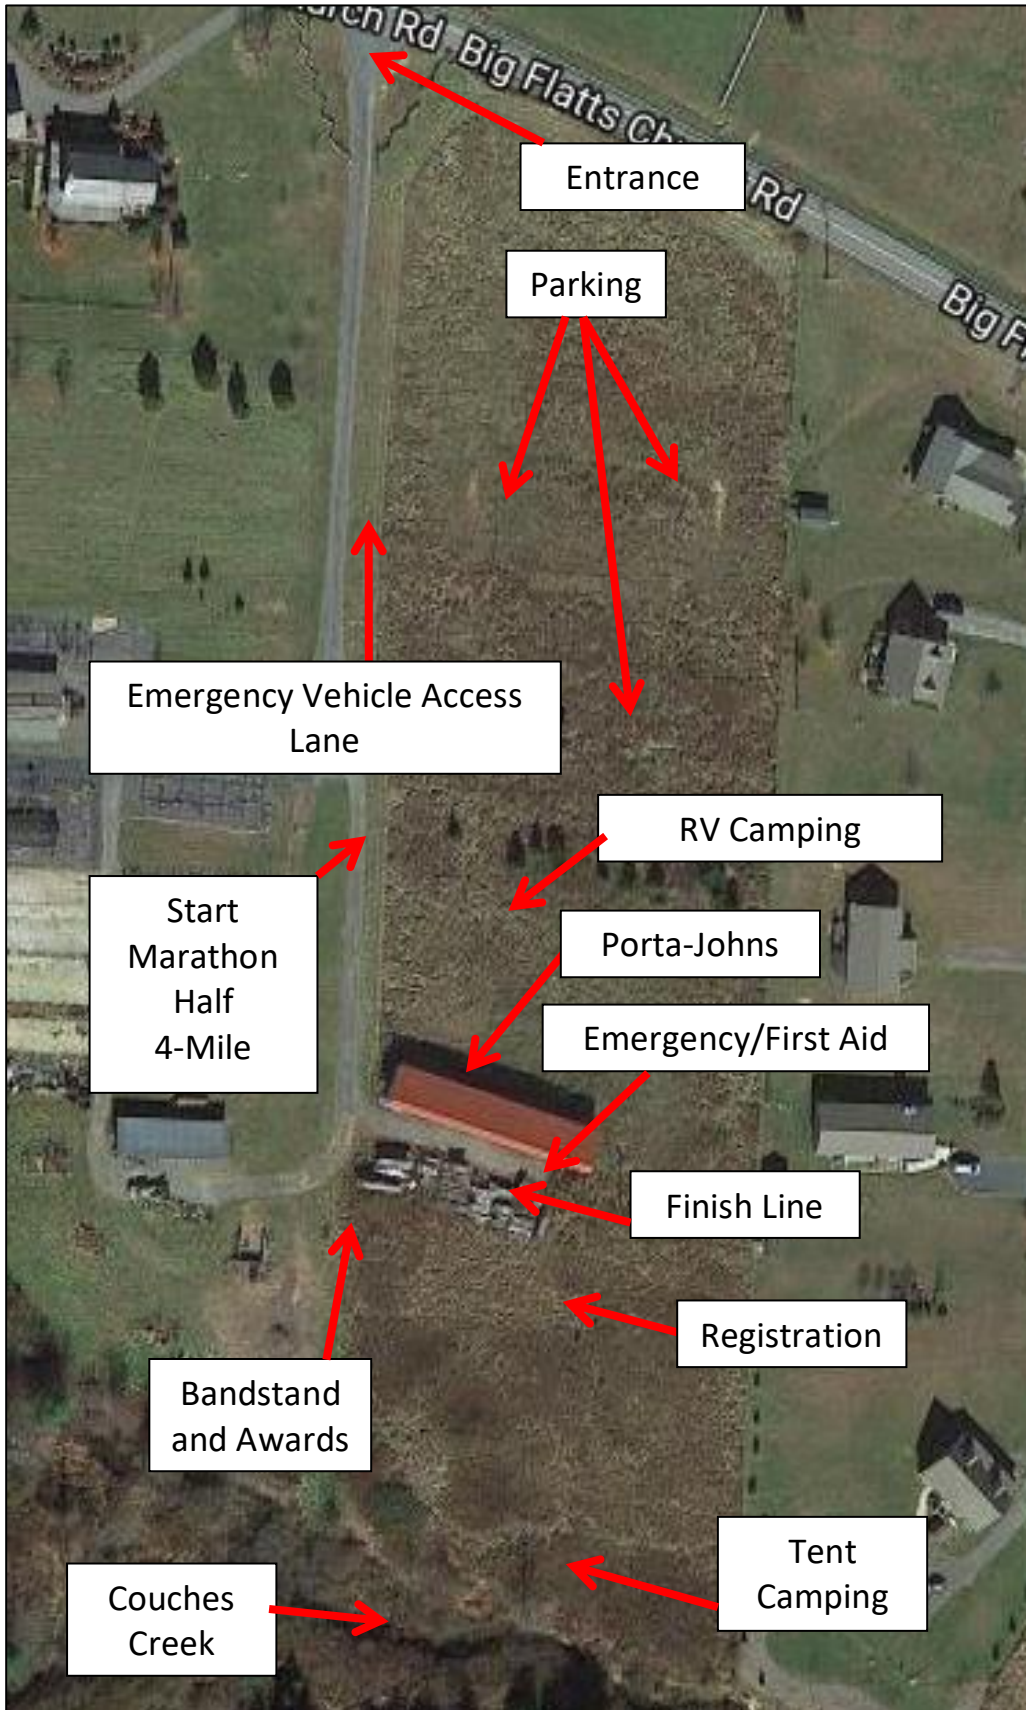 urch Rd
Big Flatts Ch
Rd
Big F
Entrance
Parking
Emergency Vehicle Access
Lane
RV Camping
Start
Marathon
Half
4-Mile
Porta-Johns
Emergency/First Aid
Finish Line
Registration
Bandstand
and Awards
Tent
Camping
Couches
Creek